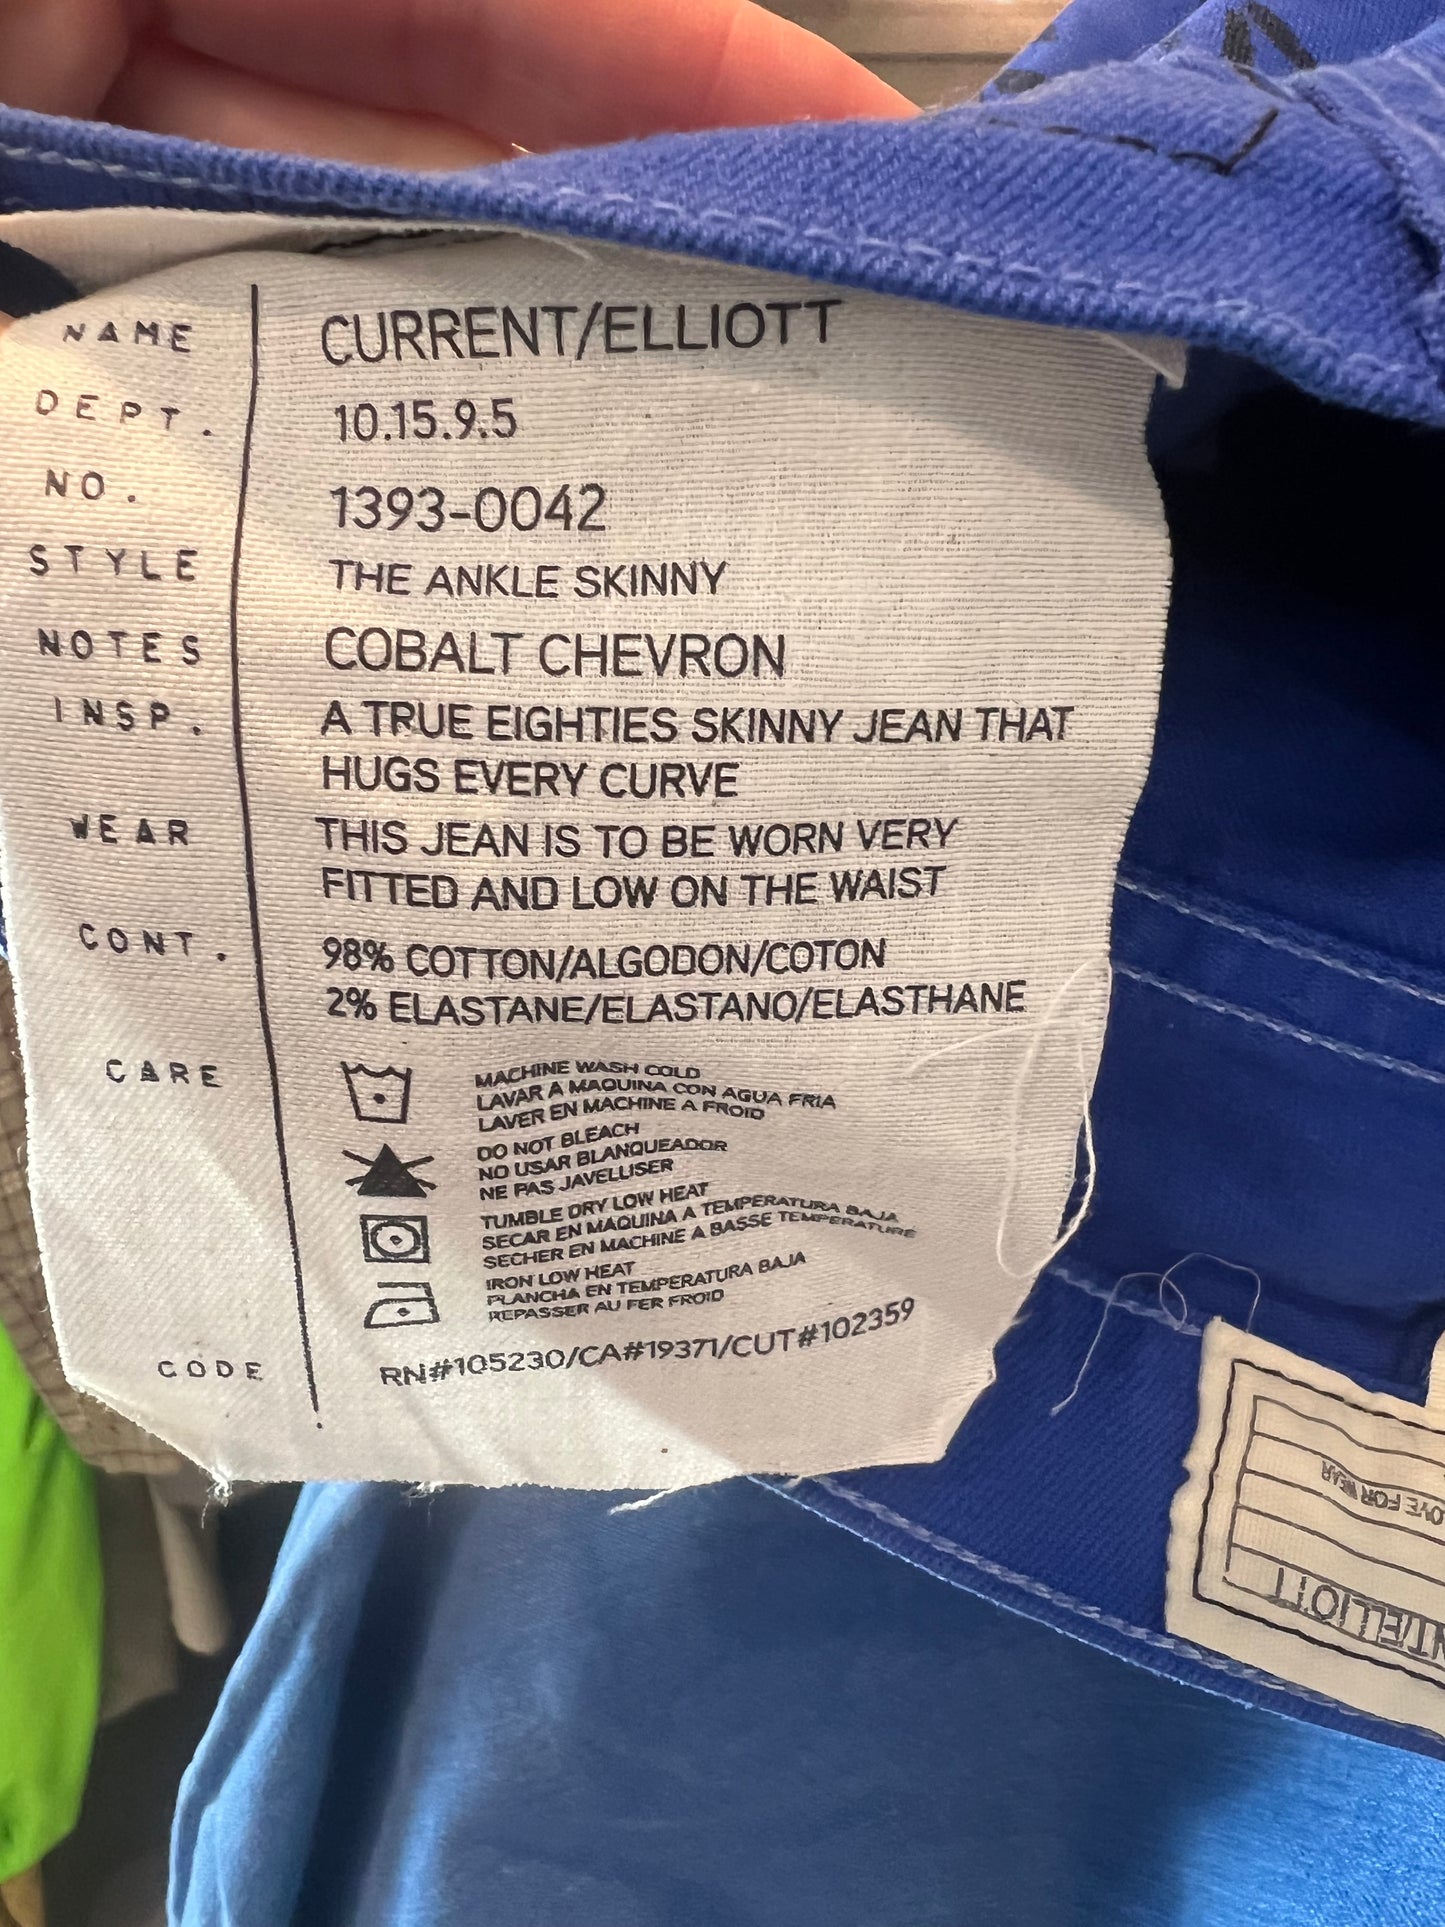 NAME CURRENT/ELLIOTT
DEPT. 10.15.9.5
NO. 1393-0042
STYLE THE ANKLE SKINNY
NOTES COBALT CHEVRON
INSP. A TRUE EIGHTIES SKINNY JEAN THAT
HUGS EVERY CURVE
WEAR THIS JEAN IS TO BE WORN VERY
FITTED AND LOW ON THE WAIST
CONT. 98% COTTON/ALGODON/COTON
2% ELASTANE/ELASTANO/ELASTHANE
CARE MACHINE WASH COLD
LAVAR A MAQUINA CON AGUA FRIA
LAVER EN MACHINE A FROID
DO NOT BLEACH
NO USAR BLANQUEADOR
NE PAS JAVELLISER
TUMBLE DRY LOW HEAT
SECAR EN MAQUINA A TEMPERATURA BAJA
SECHER EN MACHINE A BASSE TEMPERATURE
IRON LOW HEAT
PLANCHA EN TEMPERATURA BAJA
REPASSER AU FER FROID
CODE RN#105230/CA#19371/CUT#102359
NT/ELLIOTT
LOVE FOR WEAR